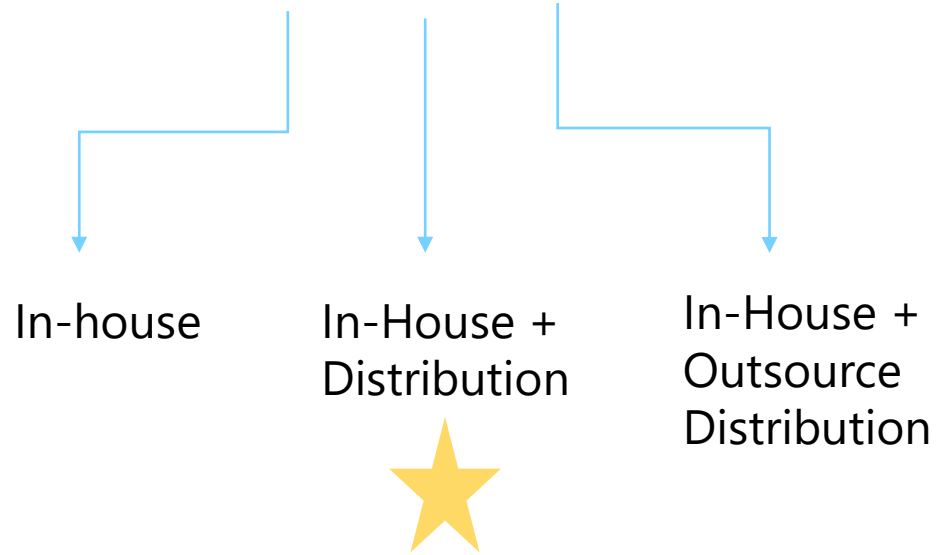 In-house
In-House +
Distribution
In-House +
Outsource
Distribution